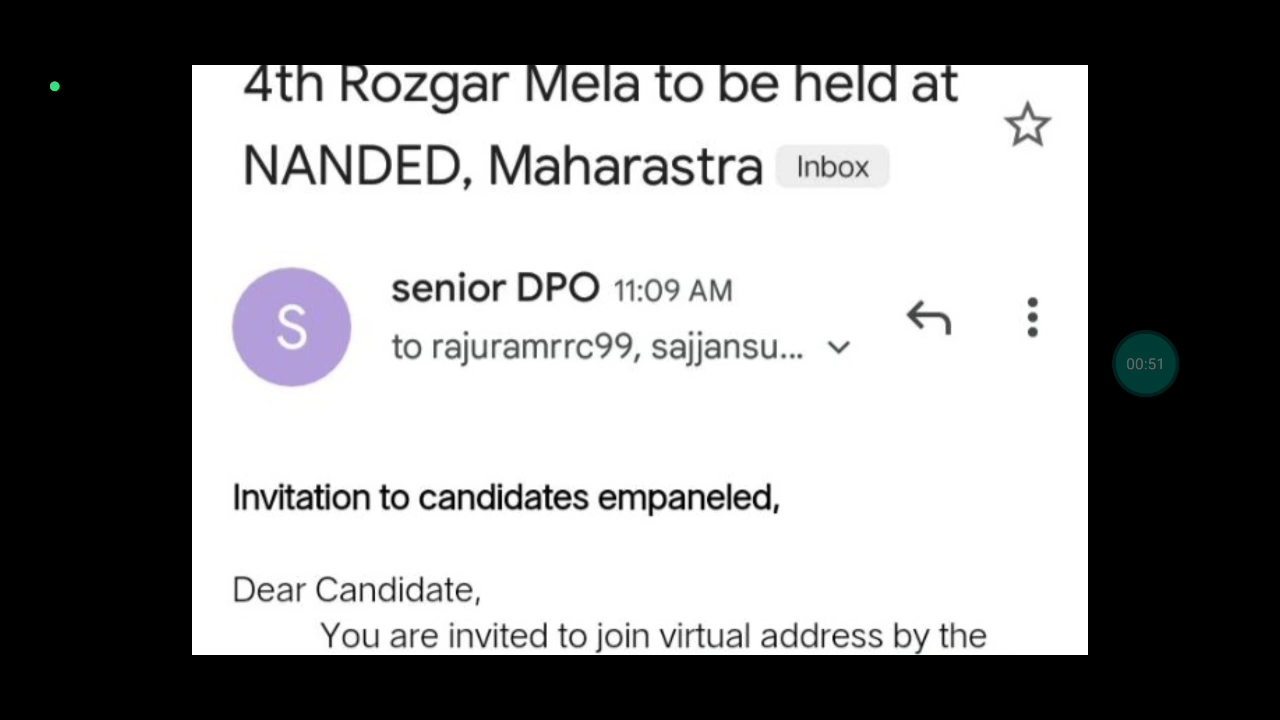 4th Rozgar Mela to be held at
NANDED, Maharastra Inbox
S
senior DPO 11:09 AM
to rajuramrrc99, sajjansu...
00:51
Invitation to candidates empaneled,
Dear Candidate,
You are invited to join virtual address by the